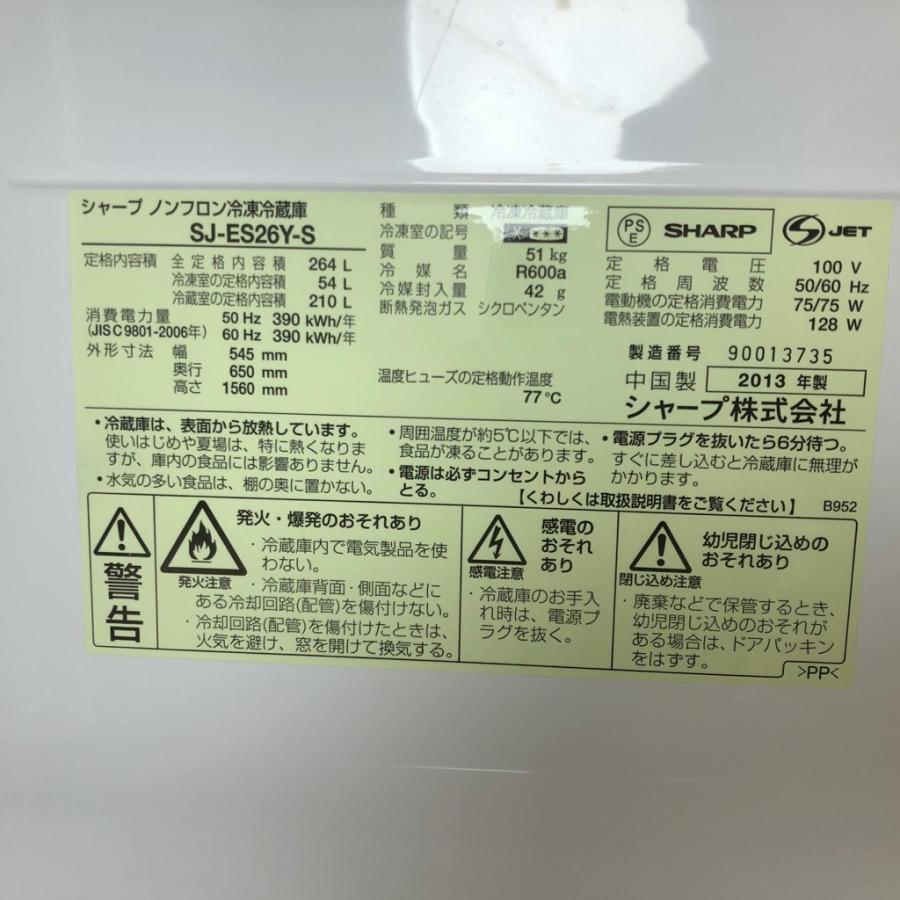 シャープ ノンフロン冷凍冷蔵庫
SJ-ES26Y-S
定格内容積 全定格内容積 264 L
冷凍室の定格内容積 54 L
冷蔵室の定格内容積 210 L
消費電力量 50 Hz 390 kWh/年
(JIS C 9801-2006年) 60 Hz 390 kWh/年
外形寸法 幅 545 mm
奥行 650 mm
高さ 1560 mm
種類 冷凍冷蔵庫
冷凍室の記号 ✶✶✶✶
質量 51 kg
冷媒名 R600a
冷媒封入量 42 g
断熱発泡ガス シクロペンタン
温度ヒューズの定格動作温度
77℃
PSE SHARP S JET
定格電圧 100 V
定格周波数 50/60 Hz
電動機の定格消費電力 75/75 W
電熱装置の定格消費電力 128 W
製造番号 90013735
中国製 2013 年製
シャープ株式会社
・冷蔵庫は、表面から放熱しています。
使いはじめや夏場は、特に熱くなりま
すが、庫内の食品には影響ありません。
・水気の多い食品は、棚の奥に置かない。
・周囲温度が約5℃以下では、
食品が凍ることがあります。
・電源は必ずコンセントから
とる。
・電源プラグを抜いたら6分待つ。
すぐに差し込むと冷蔵庫に無理が
かかります。
【くわしくは取扱説明書をご覧ください】 B952
警告
発火・爆発のおそれあり
発火注意
・冷蔵庫内で電気製品を使
わない。
・冷蔵庫背面・側面などに
ある冷却回路(配管)を傷付けない。
・冷却回路(配管)を傷付けたときは、
火気を避け、窓を開けて換気する。
感電の
おそれ
あり
感電注意
・冷蔵庫のお手入
れ時は、電源プ
ラグを抜く。
幼児閉じ込めの
おそれあり
閉じ込め注意
・廃棄などで保管するとき、
幼児閉じ込めのおそれが
ある場合は、ドアパッキン
をはずす。
>PP<